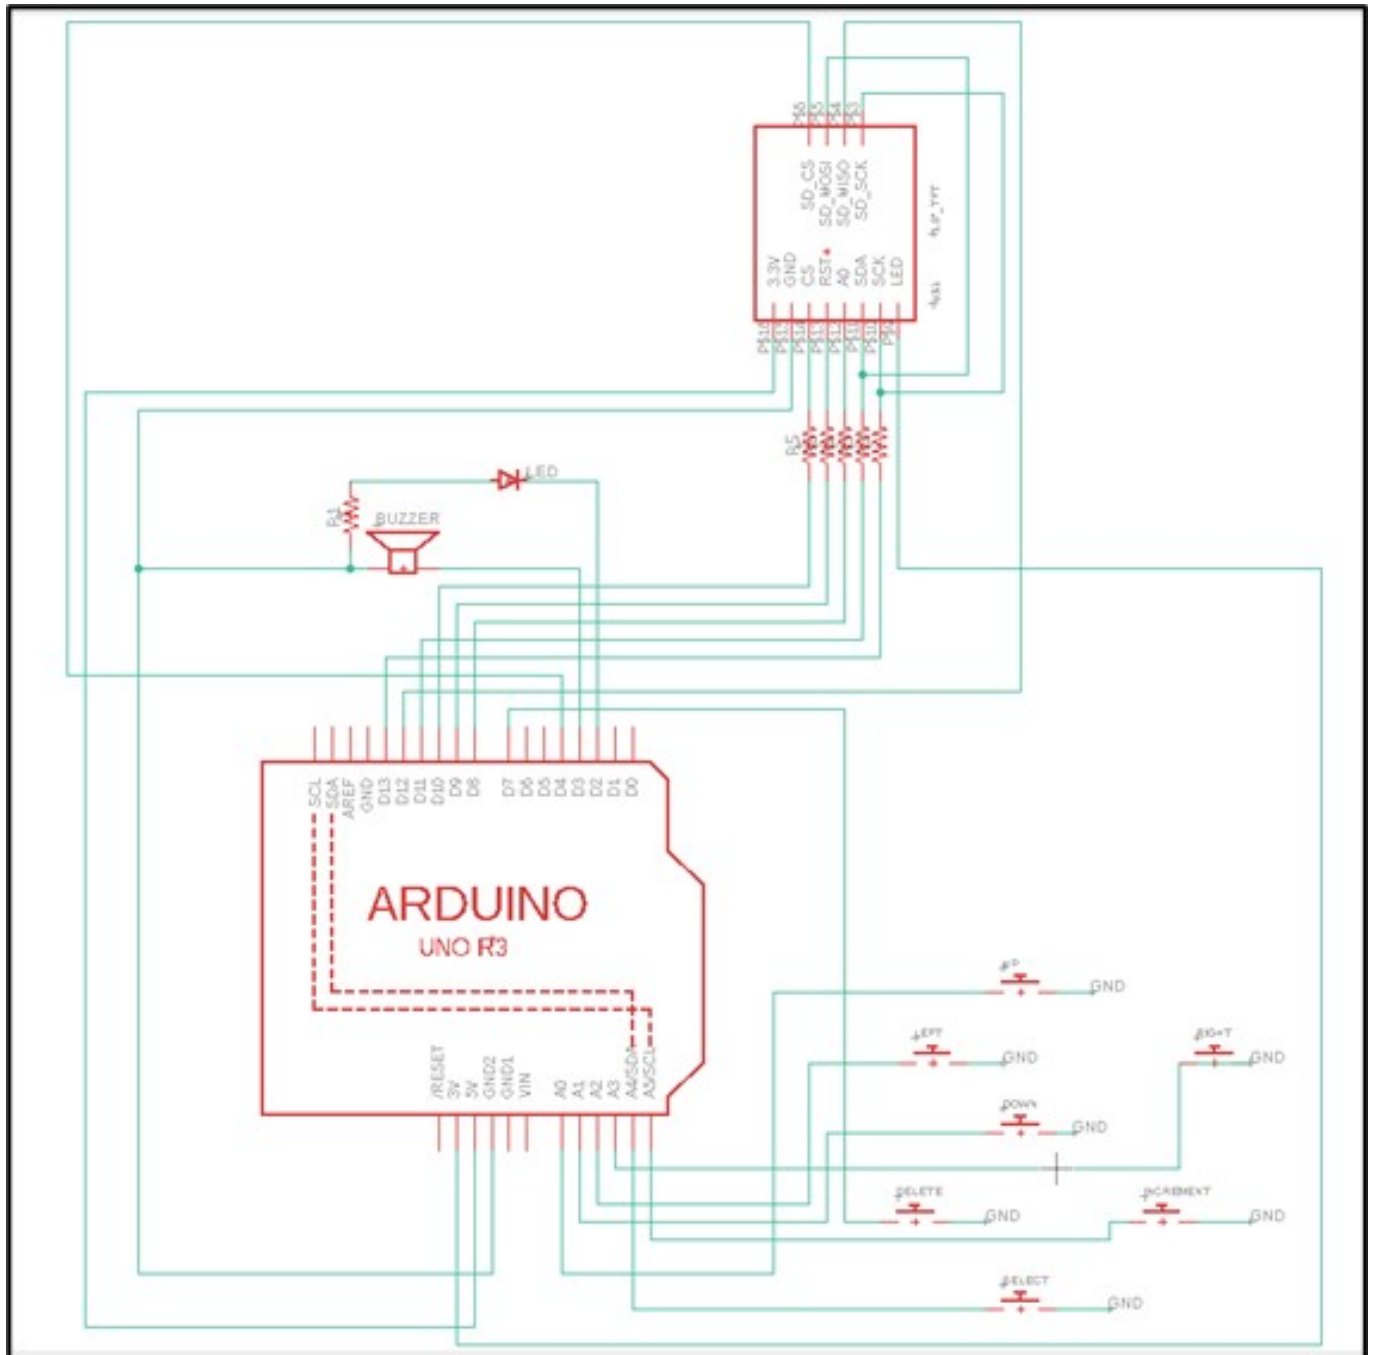 SD_CS
SD_MOSI
SD_MISO
SD_SCK
3.3V
GND
CS
RST
A0
SDA
SCK
LED
R5
LED
R1
BUZZER
SCL
SDA
AREF
GND
D13
D12
D11
D10
D9
D8
D7
D6
D5
D4
D3
D2
D1
D0
ARDUINO
UNO R3
/RESET
3V
5V
GND2
GND1
VIN
A0
A1
A2
A3
A4/SDA
A5/SCL
GND
LEFT
GND
RIGHT
GND
DOWN
GND
DELETE
GND
INCREMENT
GND
SELECT
GND